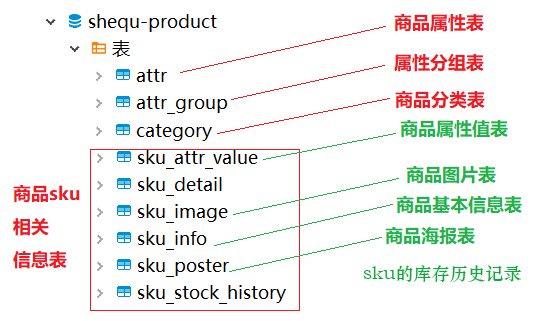 shequ-product
表
attr
attr_group
category
sku_attr_value
sku_detail
sku_image
sku_info
sku_poster
sku_stock_history
商品属性表
属性分组表
商品分类表
商品属性值表
商品图片表
商品基本信息表
商品海报表
sku的库存历史记录
商品sku
相关
信息表